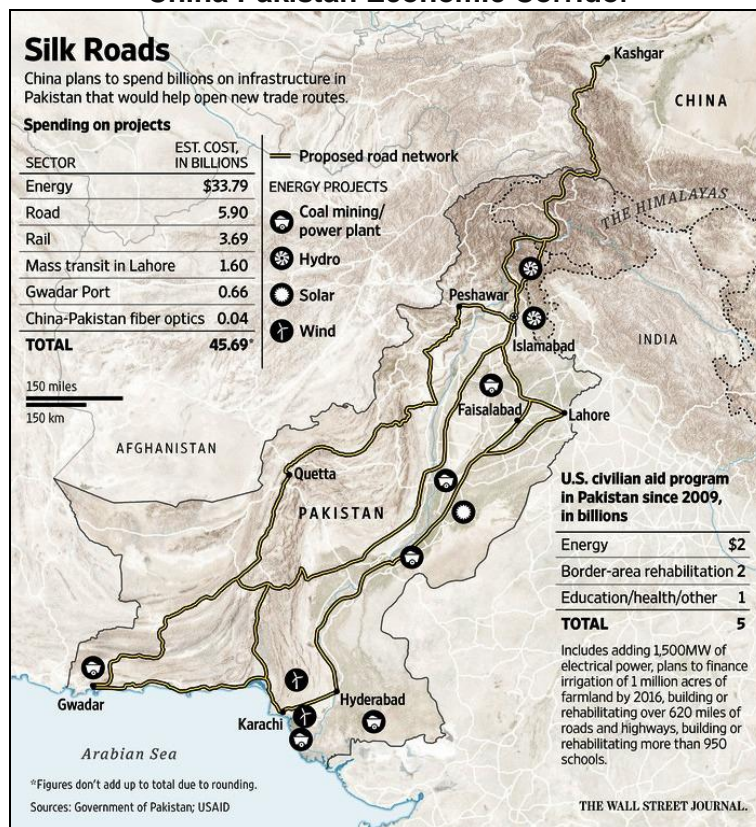 China Pakistan Economic Corridor
Silk Roads
China plans to spend billions on infrastructure in
Pakistan that would help open new trade routes.
Spending on projects
SECTOR EST. COST, IN BILLIONS
Energy $33.79
Road 5.90
Rail 3.69
Mass transit in Lahore 1.60
Gwadar Port 0.66
China-Pakistan fiber optics 0.04
TOTAL 45.69*
Proposed road network
ENERGY PROJECTS
Coal mining/
power plant
Hydro
Solar
Wind
150 miles
150 km
Kashgar
CHINA
THE HIMALAYAS
Peshawar
Islamabad
INDIA
Faisalabad
Lahore
AFGHANISTAN
Quetta
PAKISTAN
Gwadar
Karachi
Hyderabad
Arabian Sea
U.S. civilian aid program
in Pakistan since 2009,
in billions
Energy $2
Border-area rehabilitation 2
Education/health/other 1
TOTAL 5
Includes adding 1,500MW of
electrical power, plans to finance
irrigation of 1 million acres of
farmland by 2016, building or
rehabilitating over 620 miles of
roads and highways, building or
rehabilitating more than 950
schools.
*Figures don't add up to total due to rounding.
Sources: Government of Pakistan; USAID
THE WALL STREET JOURNAL.